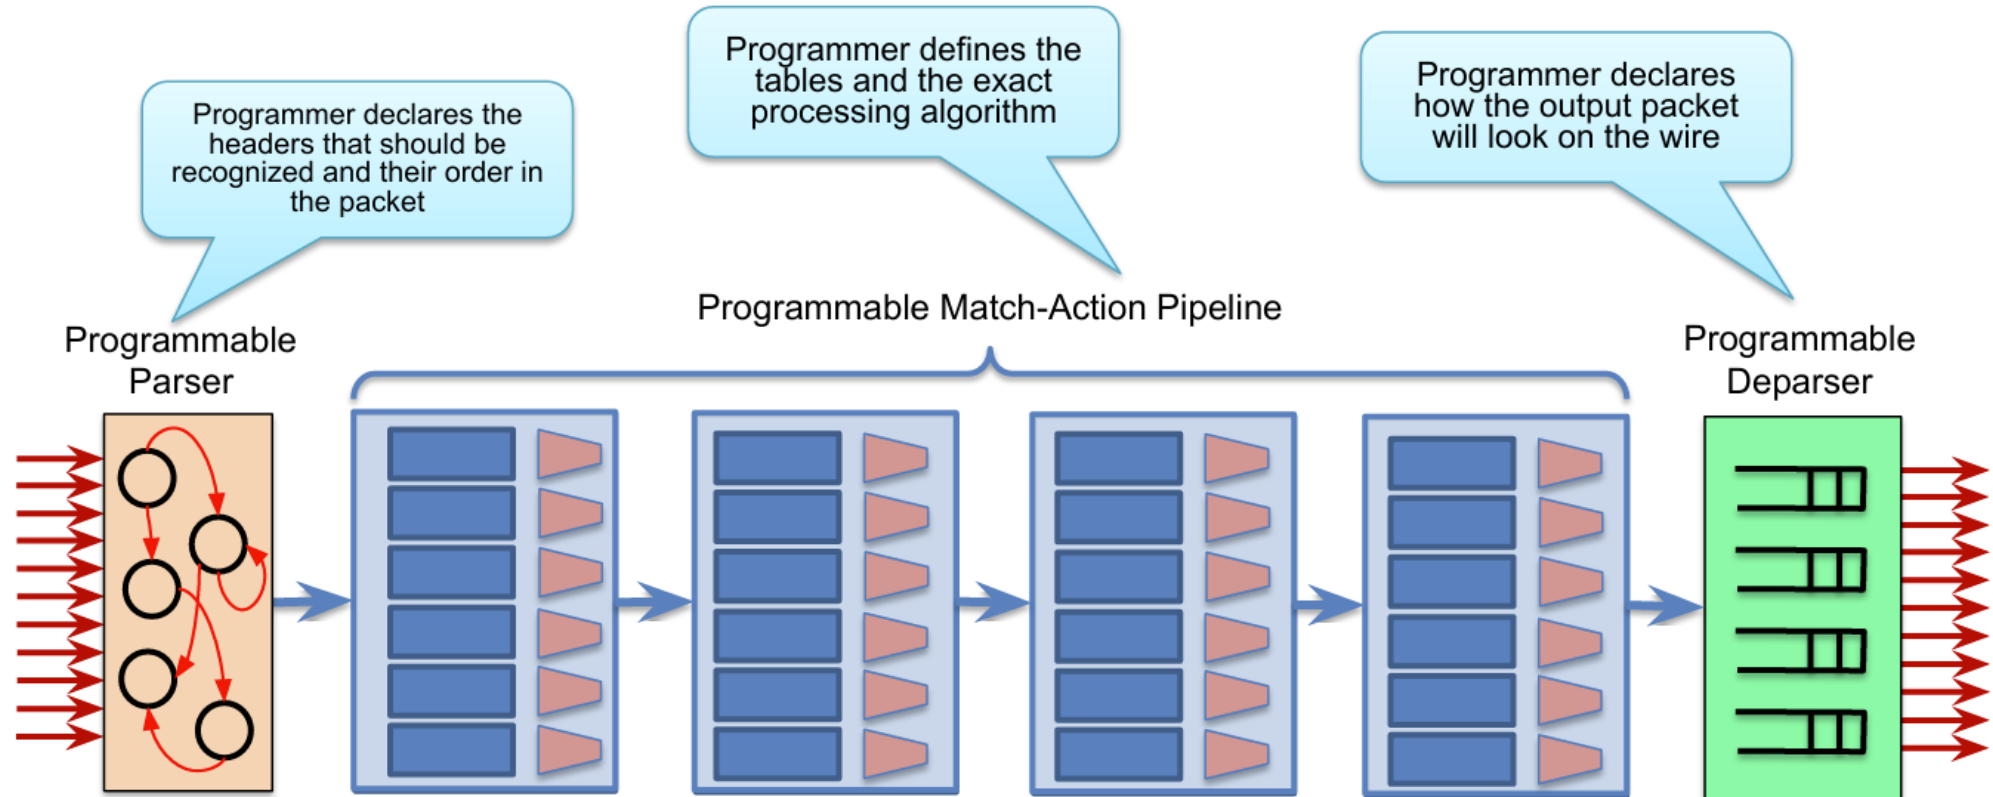 Programmer declares the
headers that should be
recognized and their order in
the packet
Programmer defines the
tables and the exact
processing algorithm
Programmer declares
how the output packet
will look on the wire
Programmable
Parser
Programmable Match-Action Pipeline
Programmable
Deparser